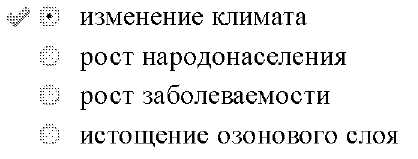 изменение климата
рост народонаселения
рост заболеваемости
истощение озонового слоя